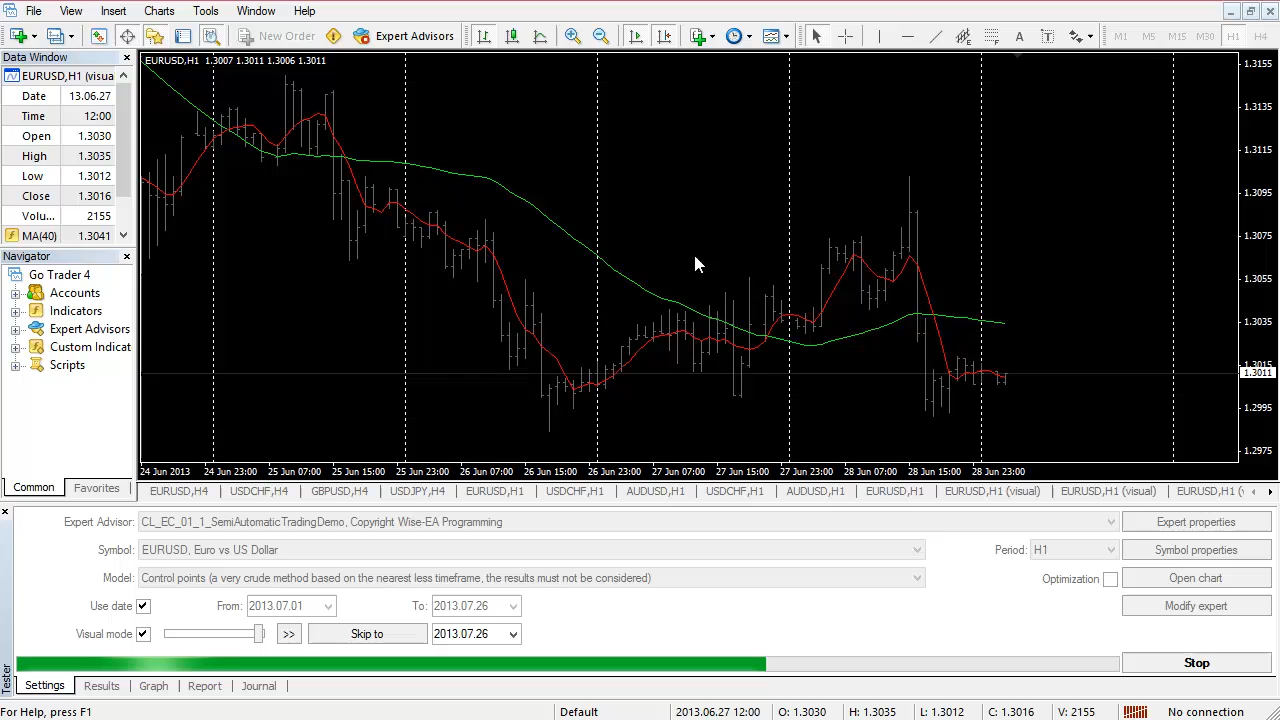 File View Insert Charts Tools Window Help
New Order Expert Advisors A T M1 M5 M15 M30 H1 H4
Data Window
EURUSD,H1 (visua
Date 13.06.27
Time 12:00
Open 1.3030
High 1.3035
Low 1.3012
Close 1.3016
Volu... 2155
MA(40) 1.3041
Navigator
Go Trader 4
Accounts
Indicators
Expert Advisors
Custom Indicat
Scripts
Common Favorites
EURUSD,H1 1.3007 1.3011 1.3006 1.3011
1.3155
1.3135
1.3115
1.3095
1.3075
1.3055
1.3035
1.3015
1.3011
1.2995
1.2975
24 Jun 2013 24 Jun 23:00 25 Jun 07:00 25 Jun 15:00 25 Jun 23:00 26 Jun 07:00 26 Jun 15:00 26 Jun 23:00 27 Jun 07:00 27 Jun 15:00 27 Jun 23:00 28 Jun 07:00 28 Jun 15:00 28 Jun 23:00
EURUSD,H4 USDCHF,H4 GBPUSD,H4 USDJPY,H4 EURUSD,H1 USDCHF,H1 AUDUSD,H1 USDCHF,H1 AUDUSD,H1 EURUSD,H1 EURUSD,H1 (visual) EURUSD,H1 (visual) EURUSD,H1 (
Expert Advisor: CL_EC_01_1_SemiAutomaticTradingDemo, Copyright Wise-EA Programming Expert properties
Symbol: EURUSD, Euro vs US Dollar Period: H1 Symbol properties
Model: Control points (a very crude method based on the nearest less timeframe, the results must not be considered) Optimization Open chart
Use date From: 2013.07.01 To: 2013.07.26 Modify expert
Visual mode >> Skip to 2013.07.26
Stop
Tester
Settings Results Graph Report Journal
For Help, press F1 Default 2013.06.27 12:00 O: 1.3030 H: 1.3035 L: 1.3012 C: 1.3016 V: 2155 No connection